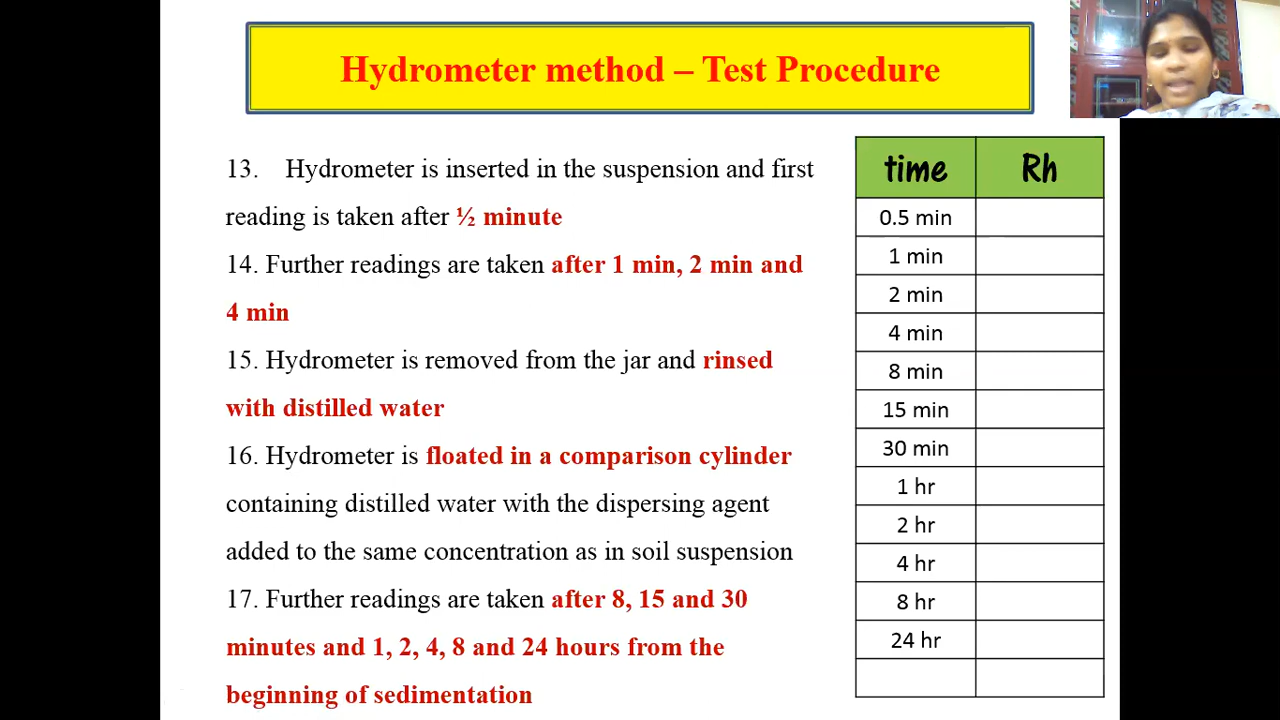 Hydrometer method – Test Procedure
13. Hydrometer is inserted in the suspension and first
reading is taken after ½ minute
14. Further readings are taken after 1 min, 2 min and
4 min
15. Hydrometer is removed from the jar and rinsed
with distilled water
16. Hydrometer is floated in a comparison cylinder
containing distilled water with the dispersing agent
added to the same concentration as in soil suspension
17. Further readings are taken after 8, 15 and 30
minutes and 1, 2, 4, 8 and 24 hours from the
beginning of sedimentation
time Rh
0.5 min
1 min
2 min
4 min
8 min
15 min
30 min
1 hr
2 hr
4 hr
8 hr
24 hr